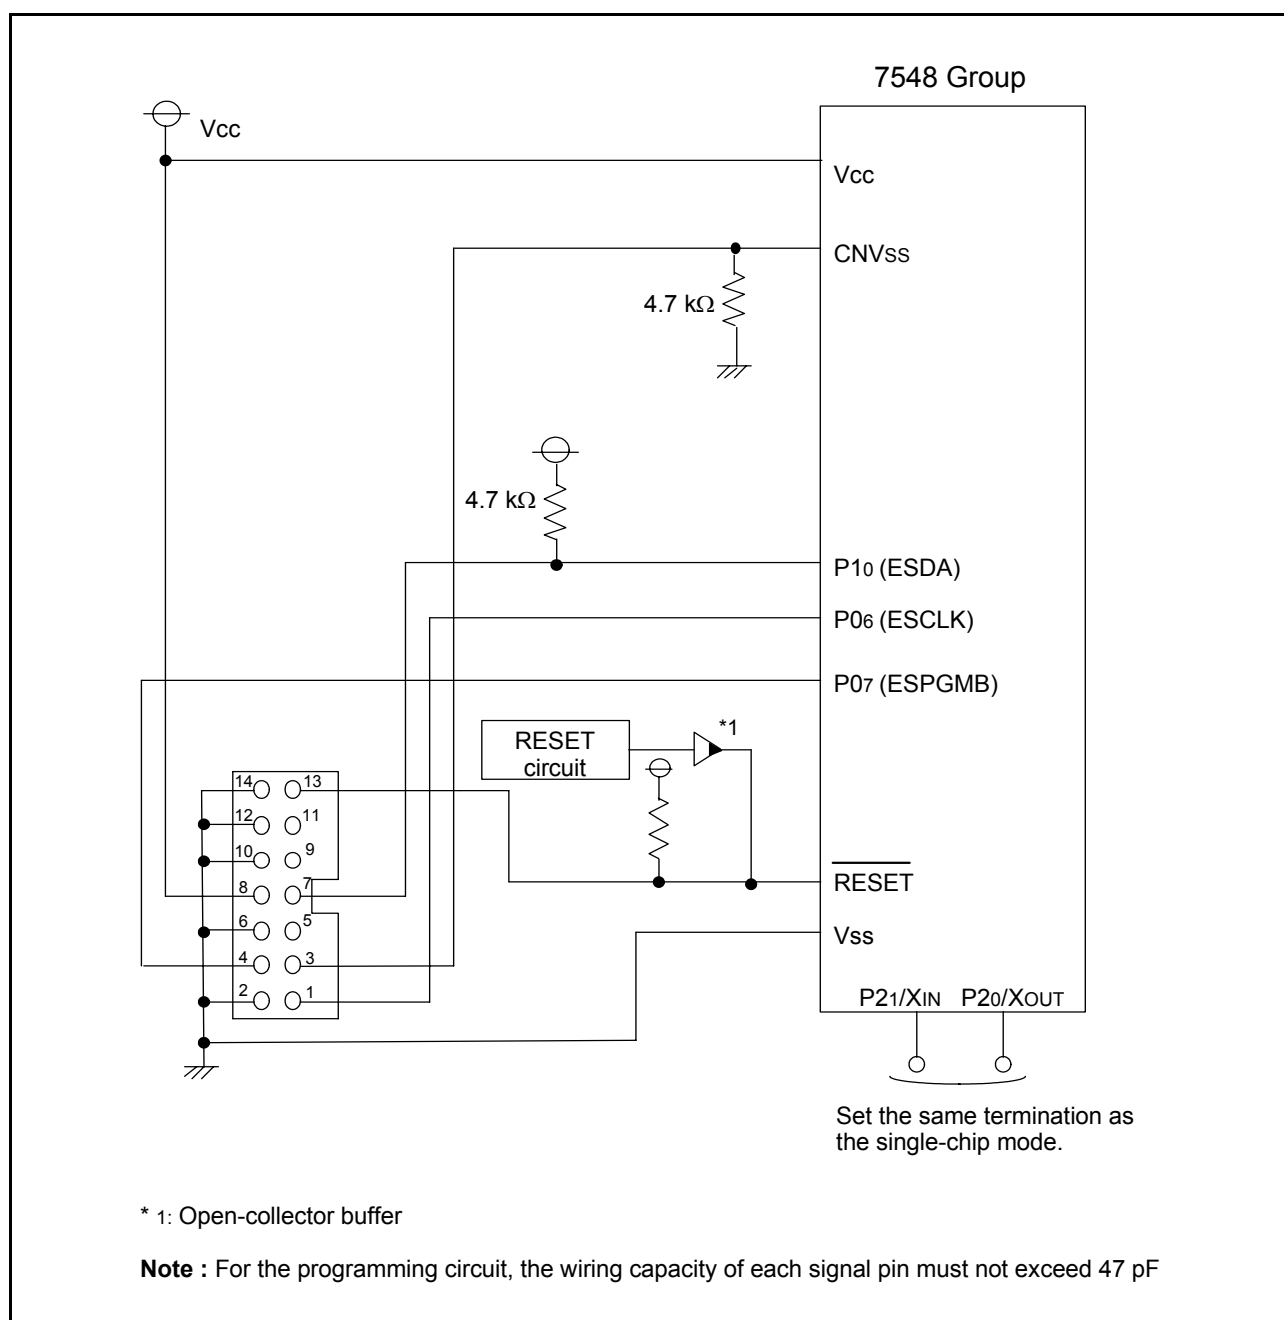 7548 Group
Vcc
Vcc
CNVss
4.7 kΩ
4.7 kΩ
P10 (ESDA)
P06 (ESCLK)
P07 (ESPGMB)
*1
RESET
circuit
14 13
12 11
10 9
8 7
6 5
4 3
2 1
RESET
Vss
P21/XIN P20/XOUT
Set the same termination as
the single-chip mode.
* 1: Open-collector buffer
Note : For the programming circuit, the wiring capacity of each signal pin must not exceed 47 pF